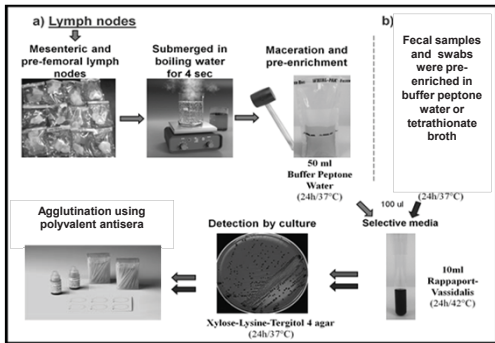 a) Lymph nodes
Mesenteric and
pre-femoral lymph
nodes
Submerged in
boiling water
for 4 sec
Maceration and
pre-enrichment
50 ml
Buffer Peptone
Water
(24h/37°C)
b)
Fecal samples
and swabs
were pre-
enriched in
buffer peptone
water or
tetrathionate
broth
(24h/37°C)
100 ul
Selective media
10ml
Rappaport-
Vassidalis
(24h/42°C)
Detection by culture
Xylose-Lysine-Tergitol 4 agar
(24h/37°C)
Agglutination using
polyvalent antisera